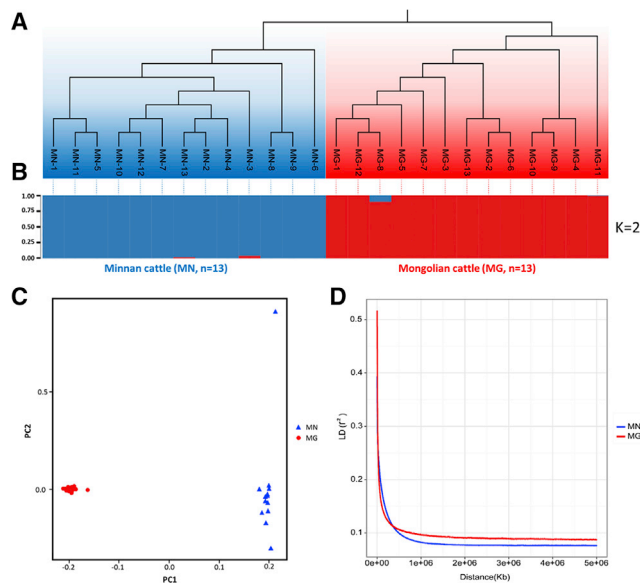 A
MN-1
MN-11
MN-5
MN-10
MN-12
MN-7
MN-13
MN-2
MN-4
MN-3
MN-8
MN-9
MN-6
MG-1
MG-12
MG-8
MG-5
MG-7
MG-3
MG-13
MG-2
MG-6
MG-10
MG-9
MG-4
MG-11
B
1.00
0.75
0.50
0.25
0.00
K=2
Minnan cattle (MN, n=13)
Mongolian cattle (MG, n=13)
C
0.5
0.0
PC2
-0.2
-0.1
0.0
0.1
0.2
PC1
MN
MG
D
0.5
0.4
0.3
0.2
0.1
LD (r²)
0e+00
1e+06
2e+06
3e+06
4e+06
5e+06
Distance(Kb)
MN
MG